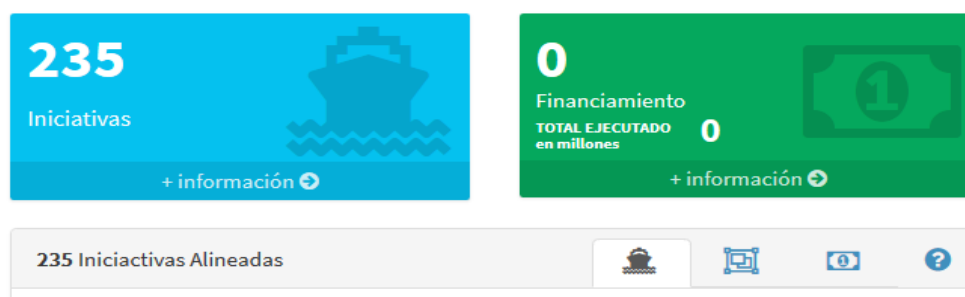 235
Iniciativas
+ información
0
Financiamiento
TOTAL EJECUTADO 0
en millones
+ información
235 Iniciactivas Alineadas